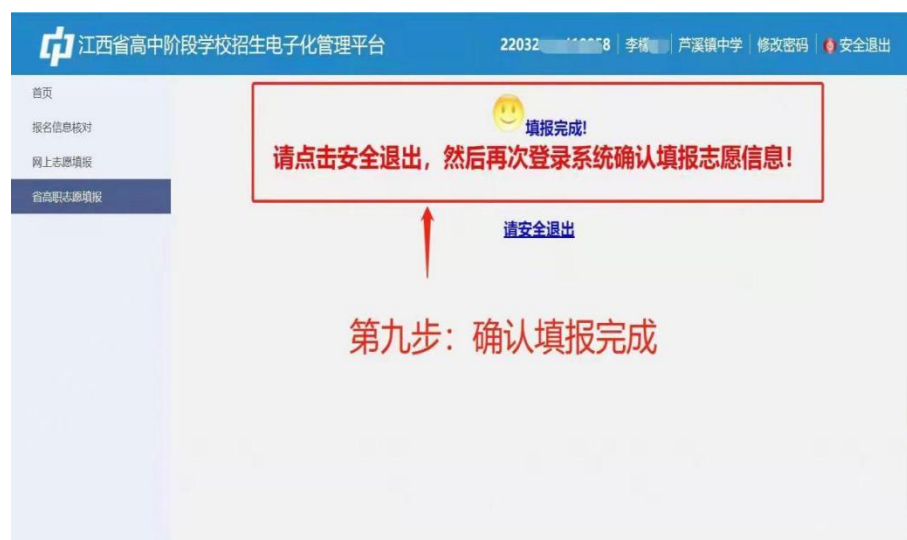 江西省高中阶段学校招生电子化管理平台
22032 8 李 芦溪镇中学 修改密码 安全退出
首页
报名信息核对
网上志愿填报
省高职志愿填报
填报完成!
请点击安全退出，然后再次登录系统确认填报志愿信息!
请安全退出
第九步：确认填报完成